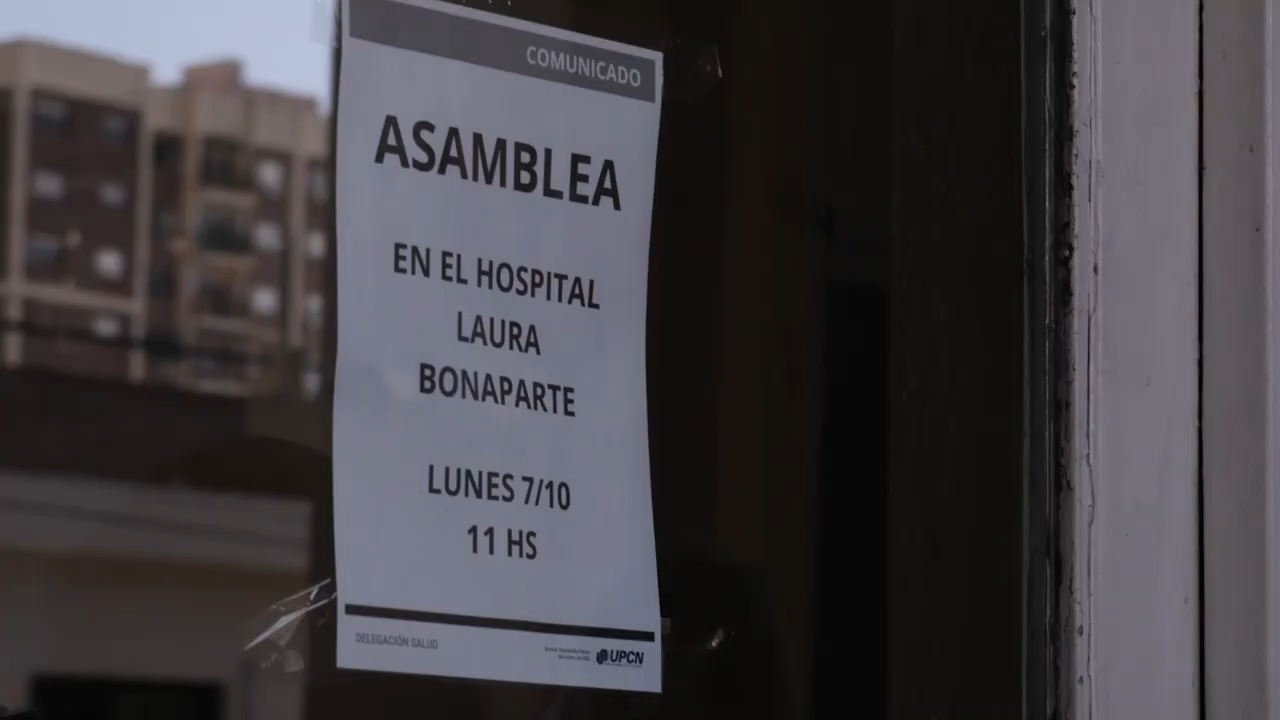 COMUNICADO
ASAMBLEA
EN EL HOSPITAL
LAURA
BONAPARTE
LUNES 7/10
11 HS
DELEGACIÓN SALUD
UPCN